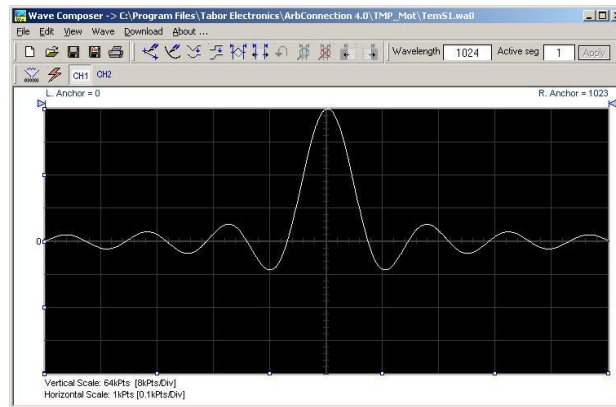 Wave Composer -> C:\Program Files\Tabor Electronics\ArbConnection 4.0\TMP_Mot\TemS1.wa0
File Edit View Wave Download About ...
Wavelength 1024 Active seg 1 Apply
CH1 CH2
L. Anchor = 0 R. Anchor = 1023
0
Vertical Scale: 64kPts [8kPts/Div]
Horizontal Scale: 1kPts [0.1kPts/Div]